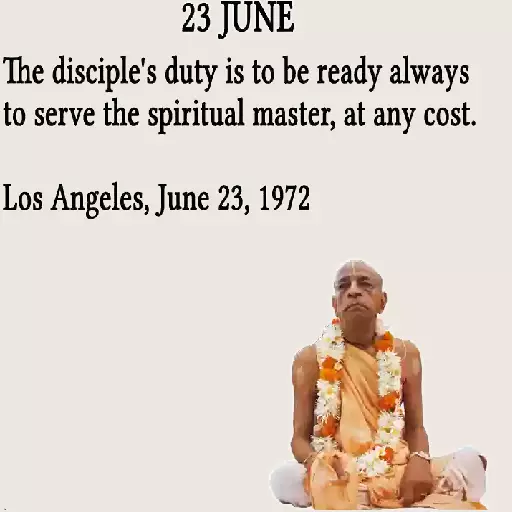 23 JUNE
The disciple's duty is to be ready always
to serve the spiritual master, at any cost.
Los Angeles, June 23, 1972